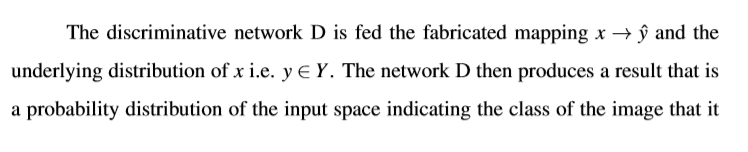 The discriminative network D is fed the fabricated mapping x → ŷ and the
underlying distribution of x i.e. y ∈ Y. The network D then produces a result that is
a probability distribution of the input space indicating the class of the image that it